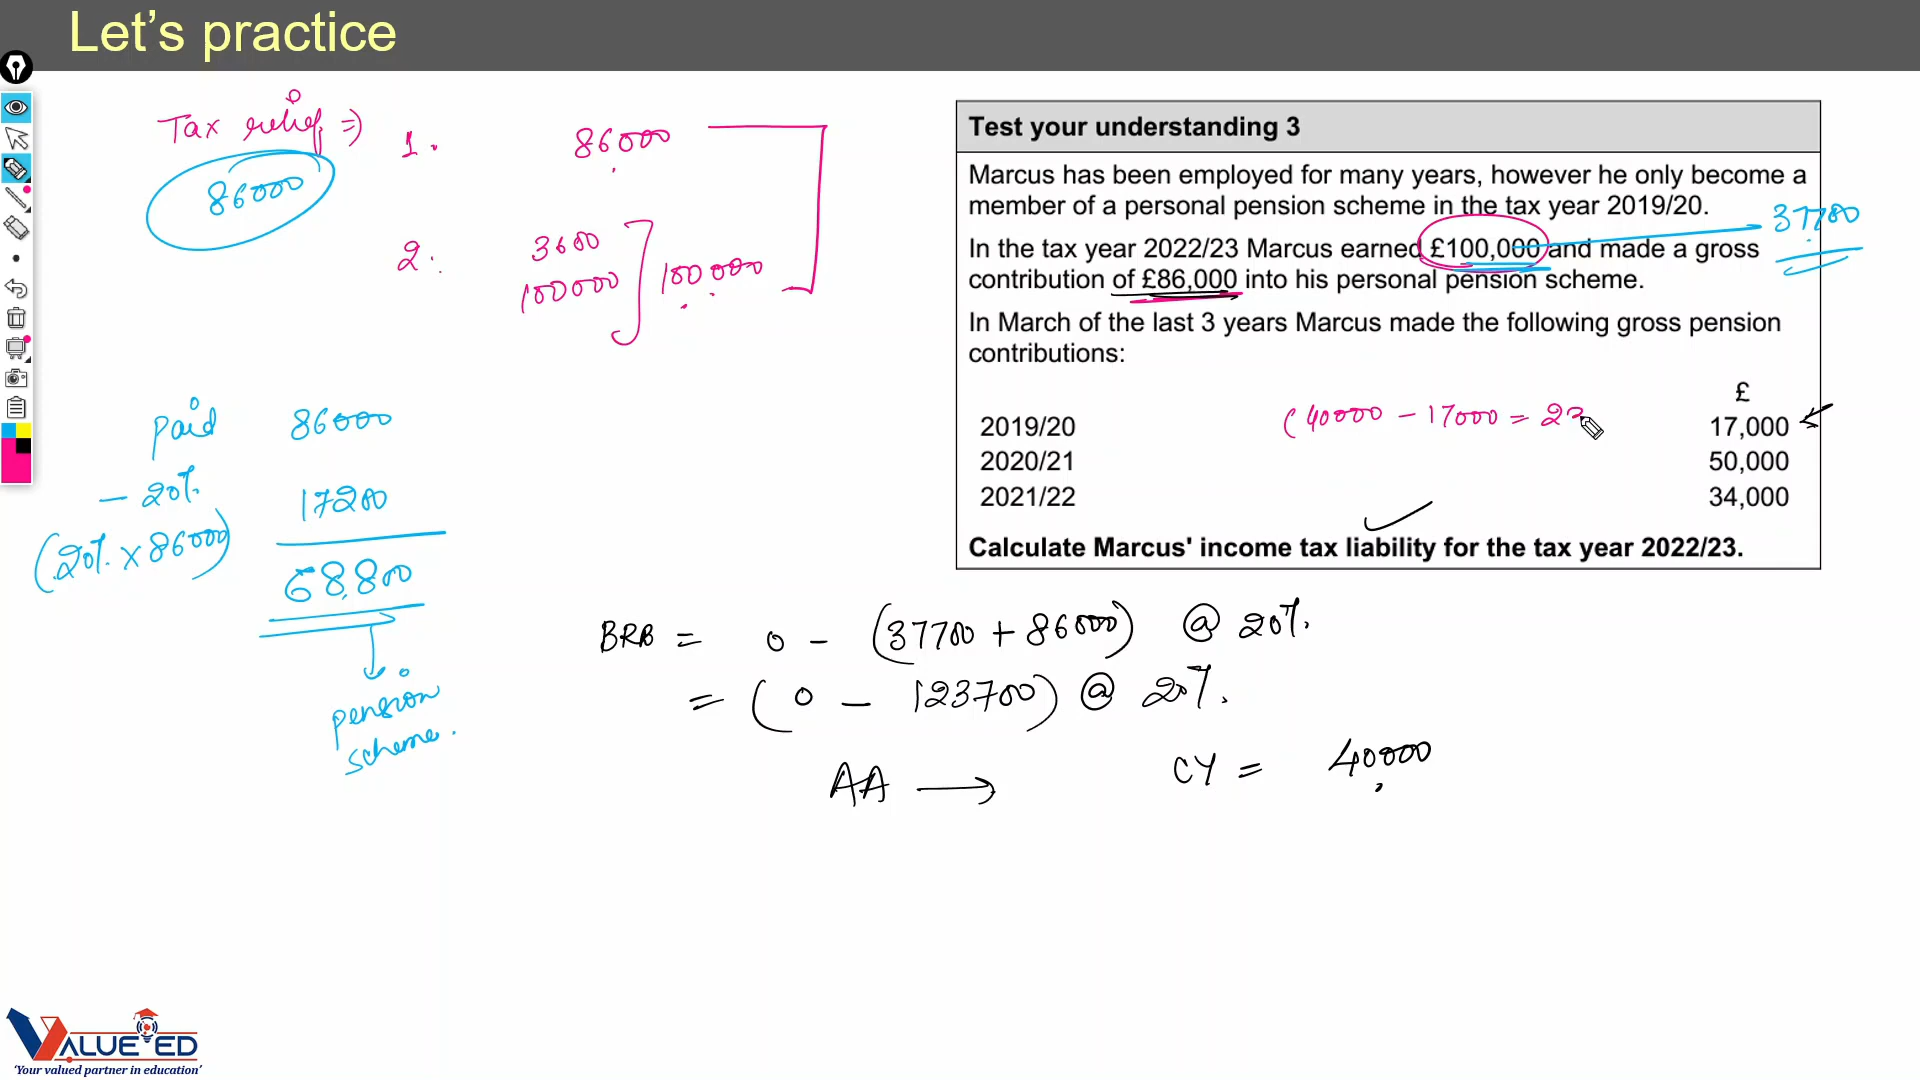 Let's practice
Tax relief ⇒
86000
1.
86000
2.
3600
100000
100000
Test your understanding 3
Marcus has been employed for many years, however he only become a
member of a personal pension scheme in the tax year 2019/20.
37700
In the tax year 2022/23 Marcus earned £100,000 and made a gross
contribution of £86,000 into his personal pension scheme.
In March of the last 3 years Marcus made the following gross pension
contributions:
£
2019/20 (40000 - 17000 = 23 17,000
2020/21 50,000
2021/22 34,000
Calculate Marcus' income tax liability for the tax year 2022/23.
paid 86000
- 20% 17200
(20% × 86000)
68,800
pension
scheme.
BRB = 0 - (37700 + 86000) @ 20%.
= (0 - 123700) @ 20%.
AA → CY = 40000
VALUE ED
'Your valued partner in education'